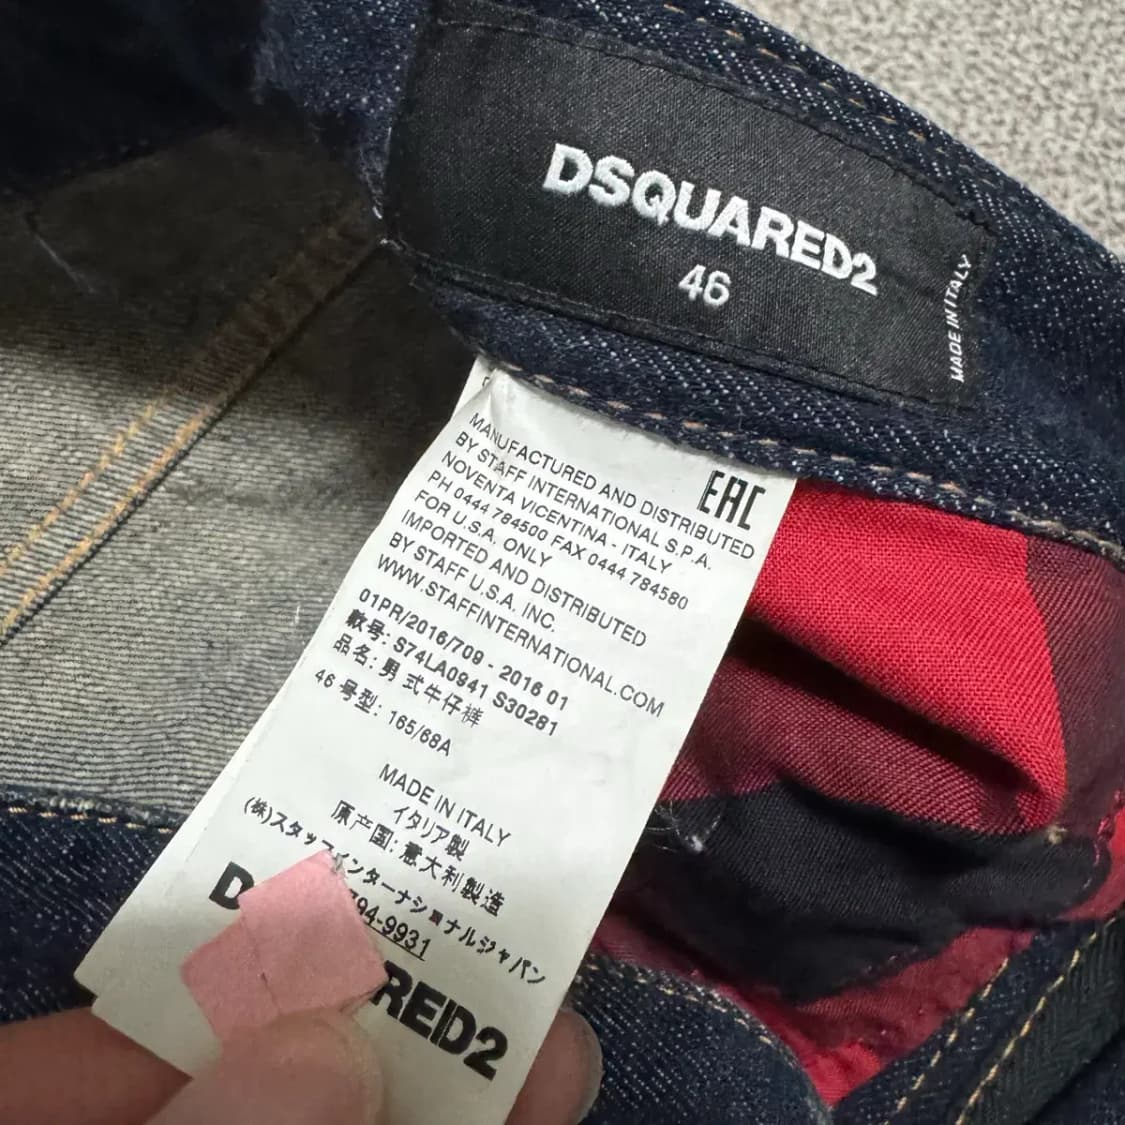 DSQUARED2
46
MADE IN ITALY
EAC
MANUFACTURED AND DISTRIBUTED
BY STAFF INTERNATIONAL S.P.A.
NOVENTA VICENTINA - ITALY
PH 0444 784500 FAX 0444 784580
FOR U.S.A. ONLY
IMPORTED AND DISTRIBUTED
BY STAFF U.S.A. INC.
WWW.STAFFINTERNATIONAL.COM
01PR/2016/709 - 2016 01
款号: S74LA0941 S30281
品名: 男式牛仔裤
46 号型: 165/68A
MADE IN ITALY
イタリア製
原产国: 意大利製造
(株)スタッフインターナショナルジャパン
794-9931
D RED2